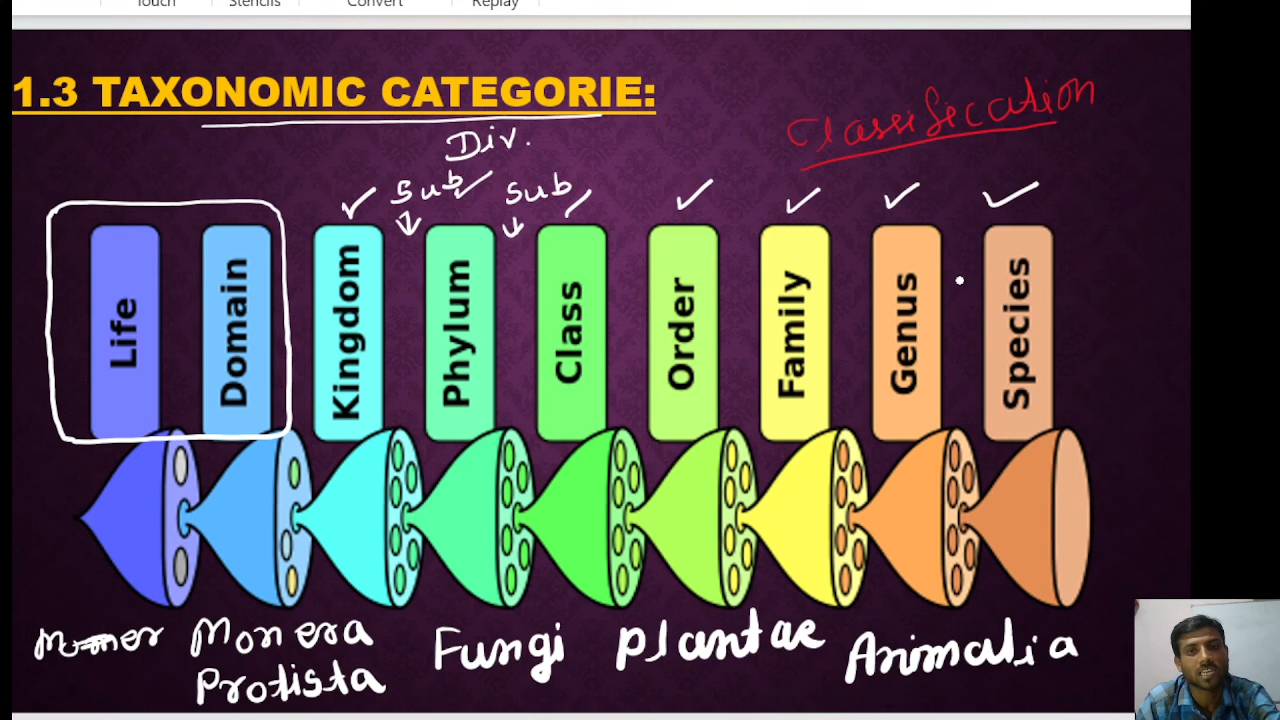 Touch Stencils Convert Replay
1.3 TAXONOMIC CATEGORIE:
Classification
Div.
Sub Sub
Life Domain Kingdom Phylum Class Order Family Genus Species
Monera Fungi Plantae Animalia
Protista